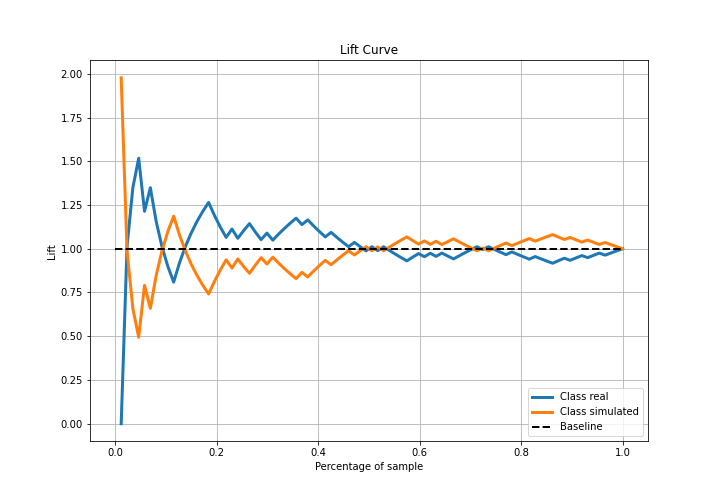 Lift Curve
2.00
1.75
1.50
1.25
1.00
0.75
0.50
0.25
0.00
Lift
0.0 0.2 0.4 0.6 0.8 1.0
Percentage of sample
Class real
Class simulated
Baseline